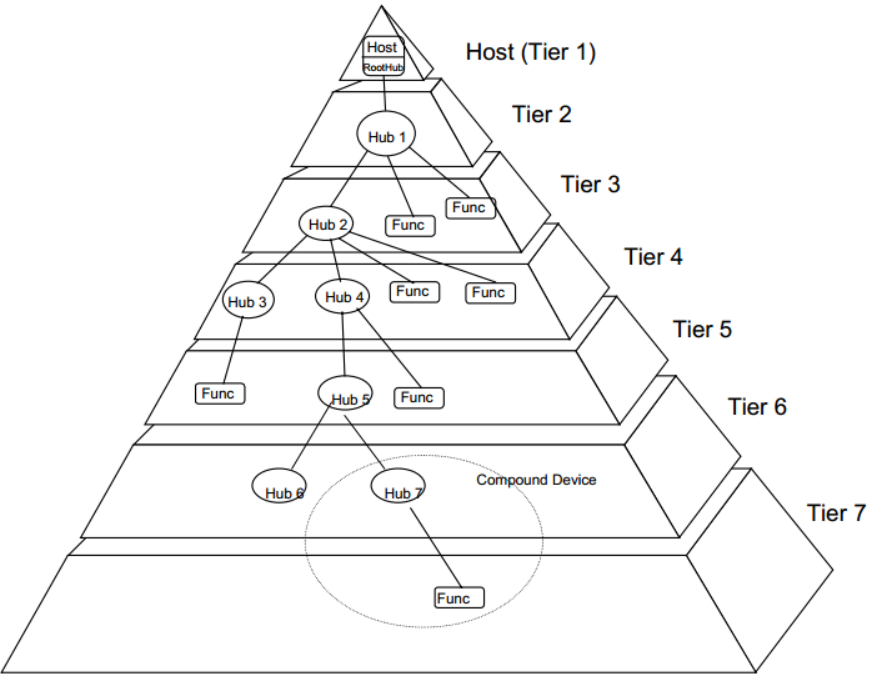 Host
RootHub
Host (Tier 1)
Hub 1
Tier 2
Hub 2
Func
Func
Tier 3
Hub 3
Hub 4
Func
Func
Tier 4
Func
Hub 5
Func
Tier 5
Hub 6
Hub 7
Compound Device
Tier 6
Func
Tier 7